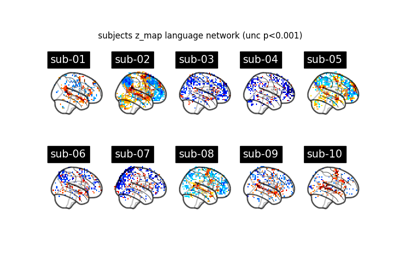 subjects z_map language network (unc p<0.001)
sub-01 sub-02 sub-03 sub-04 sub-05
sub-06 sub-07 sub-08 sub-09 sub-10